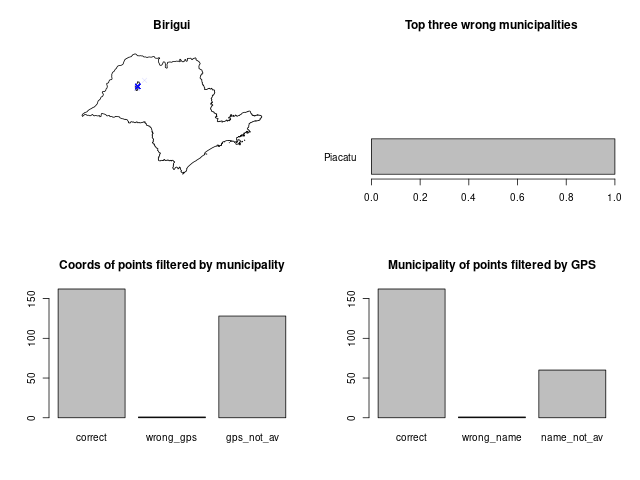 Birigui
Top three wrong municipalities
Piacatu
0.0 0.2 0.4 0.6 0.8 1.0
Coords of points filtered by municipality
0 50 100 150
correct wrong_gps gps_not_av
Municipality of points filtered by GPS
0 50 100 150
correct wrong_name name_not_av